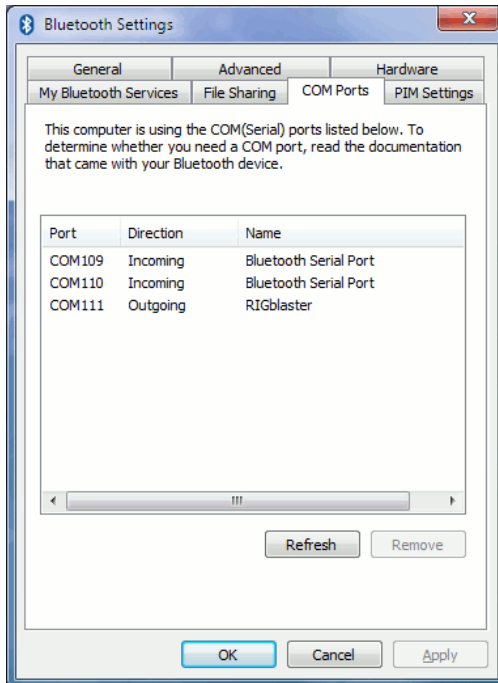 Bluetooth Settings
General Advanced Hardware
My Bluetooth Services File Sharing COM Ports PIM Settings
This computer is using the COM(Serial) ports listed below. To
determine whether you need a COM port, read the documentation
that came with your Bluetooth device.
Port Direction Name
COM109 Incoming Bluetooth Serial Port
COM110 Incoming Bluetooth Serial Port
COM111 Outgoing RIGblaster
Refresh Remove
OK Cancel Apply